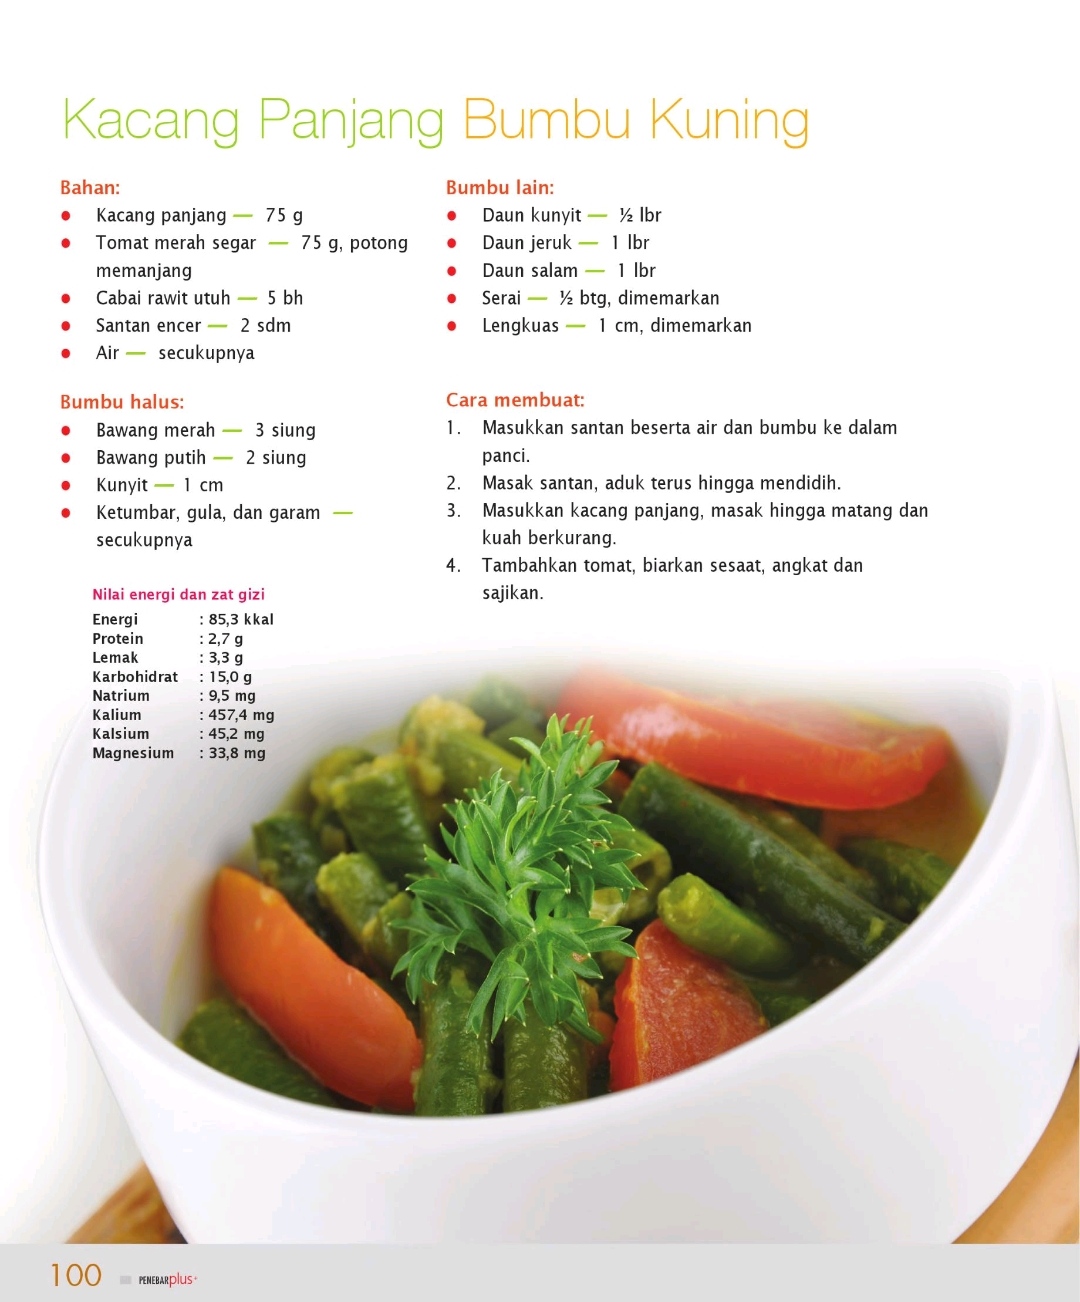 Kacang Panjang Bumbu Kuning
Bahan:
• Kacang panjang — 75 g
• Tomat merah segar — 75 g, potong
memanjang
• Cabai rawit utuh — 5 bh
• Santan encer — 2 sdm
• Air — secukupnya
Bumbu halus:
• Bawang merah — 3 siung
• Bawang putih — 2 siung
• Kunyit — 1 cm
• Ketumbar, gula, dan garam —
secukupnya
Nilai energi dan zat gizi
Energi : 85,3 kkal
Protein : 2,7 g
Lemak : 3,3 g
Karbohidrat : 15,0 g
Natrium : 9,5 mg
Kalium : 457,4 mg
Kalsium : 45,2 mg
Magnesium : 33,8 mg
Bumbu lain:
• Daun kunyit — ½ lbr
• Daun jeruk — 1 lbr
• Daun salam — 1 lbr
• Serai — ½ btg, dimemarkan
• Lengkuas — 1 cm, dimemarkan
Cara membuat:
1. Masukkan santan beserta air dan bumbu ke dalam
panci.
2. Masak santan, aduk terus hingga mendidih.
3. Masukkan kacang panjang, masak hingga matang dan
kuah berkurang.
4. Tambahkan tomat, biarkan sesaat, angkat dan
sajikan.
100 PENEBARplus+